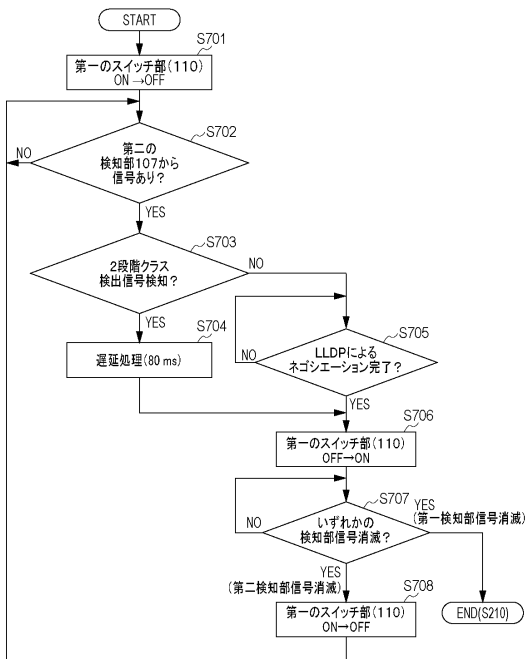 START
S701
第一のスイッチ部(110)
ON→OFF
S702
NO
第二の
検知部107から
信号あり?
YES
S703
2段階クラス
検出信号検知?
NO
YES
S704
遅延処理(80 ms)
S705
LLDPによる
ネゴシエーション完了?
NO
YES
S706
第一のスイッチ部(110)
OFF→ON
S707
いずれかの
検知部信号消滅?
NO
YES
(第一検知部信号消滅)
YES
(第二検知部信号消滅)
S708
第一のスイッチ部(110)
ON→OFF
END(S210)